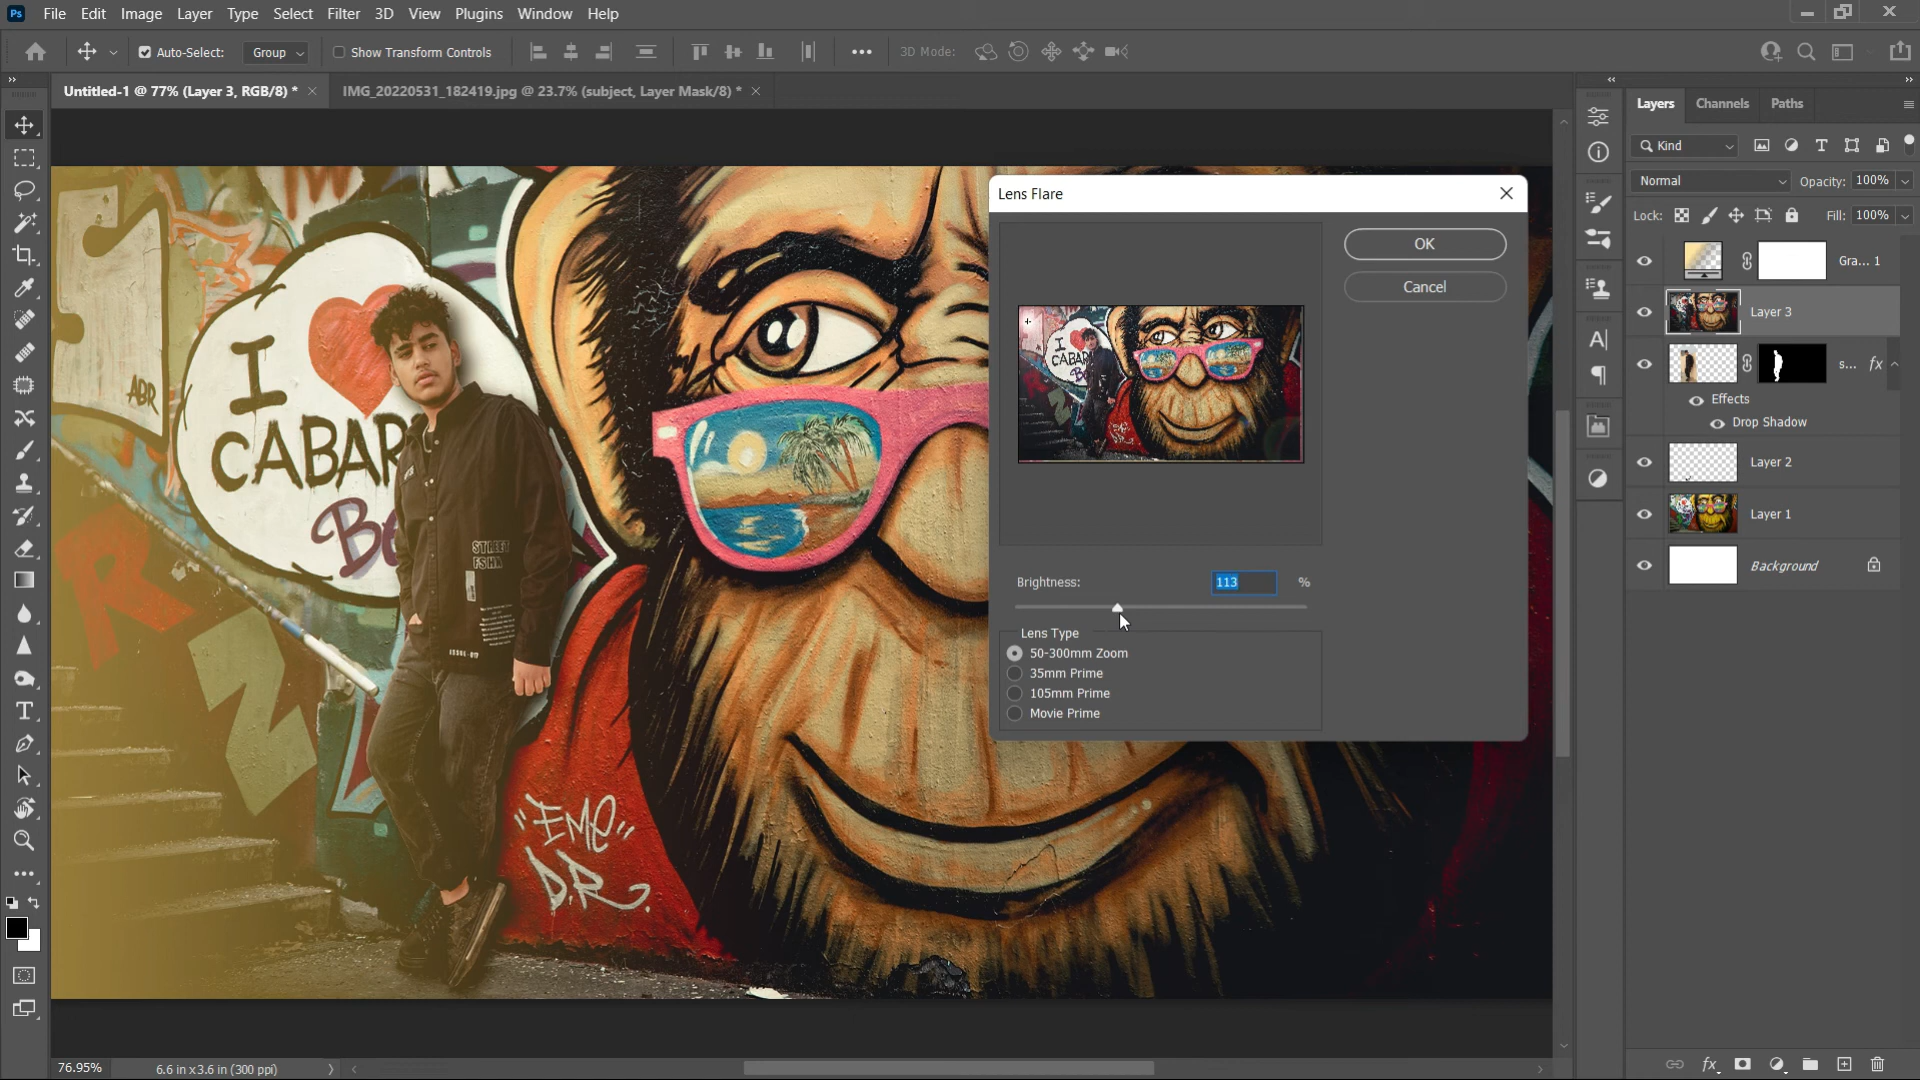 Ps File Edit Image Layer Type Select Filter 3D View Plugins Window Help
Auto-Select: Group Show Transform Controls 3D Mode:
Untitled-1 @ 77% (Layer 3, RGB/8) * IMG_20220531_182419.jpg @ 23.7% (subject, Layer Mask/8) *
Layers Channels Paths
Kind
Normal Opacity: 100%
Lock: Fill: 100%
Gra... 1
Layer 3
s... fx
Effects
Drop Shadow
Layer 2
Layer 1
Background
Lens Flare
OK
Cancel
Brightness: 113 %
Lens Type
50-300mm Zoom
35mm Prime
105mm Prime
Movie Prime
ABR
I
CABAR
Be
STREET
"EME"
D.R
76.95% 6.6 in x 3.6 in (300 ppi)